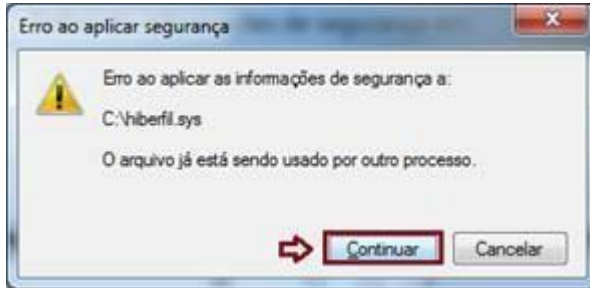 Erro ao aplicar segurança
Erro ao aplicar as informações de segurança a:
C:\hiberfil.sys
O arquivo já está sendo usado por outro processo.
Continuar
Cancelar